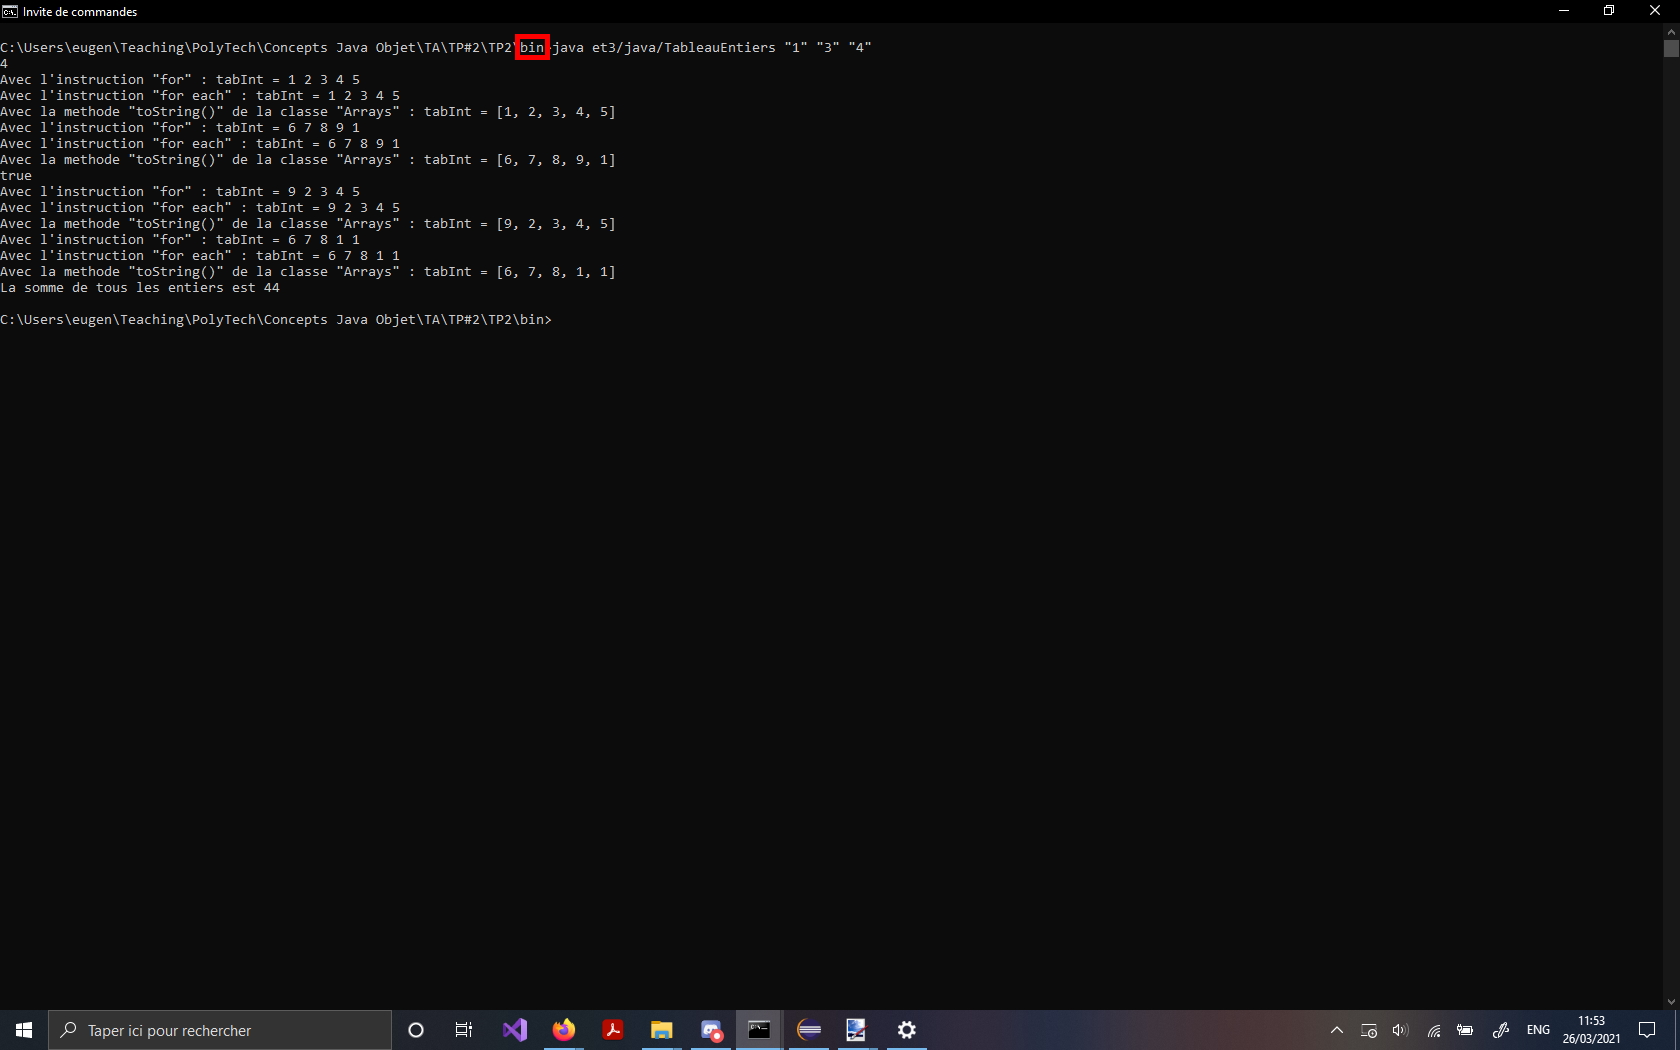 Invite de commandes
C:\Users\eugen\Teaching\PolyTech\Concepts Java Objet\TA\TP#2\TP2\bin>java et3/java/TableauEntiers "1" "3" "4"
4
Avec l'instruction "for" : tabInt = 1 2 3 4 5
Avec l'instruction "for each" : tabInt = 1 2 3 4 5
Avec la methode "toString()" de la classe "Arrays" : tabInt = [1, 2, 3, 4, 5]
Avec l'instruction "for" : tabInt = 6 7 8 9 1
Avec l'instruction "for each" : tabInt = 6 7 8 9 1
Avec la methode "toString()" de la classe "Arrays" : tabInt = [6, 7, 8, 9, 1]
true
Avec l'instruction "for" : tabInt = 9 2 3 4 5
Avec l'instruction "for each" : tabInt = 9 2 3 4 5
Avec la methode "toString()" de la classe "Arrays" : tabInt = [9, 2, 3, 4, 5]
Avec l'instruction "for" : tabInt = 6 7 8 1 1
Avec l'instruction "for each" : tabInt = 6 7 8 1 1
Avec la methode "toString()" de la classe "Arrays" : tabInt = [6, 7, 8, 1, 1]
La somme de tous les entiers est 44
C:\Users\eugen\Teaching\PolyTech\Concepts Java Objet\TA\TP#2\TP2\bin>
Taper ici pour rechercher
ENG
11:53
26/03/2021